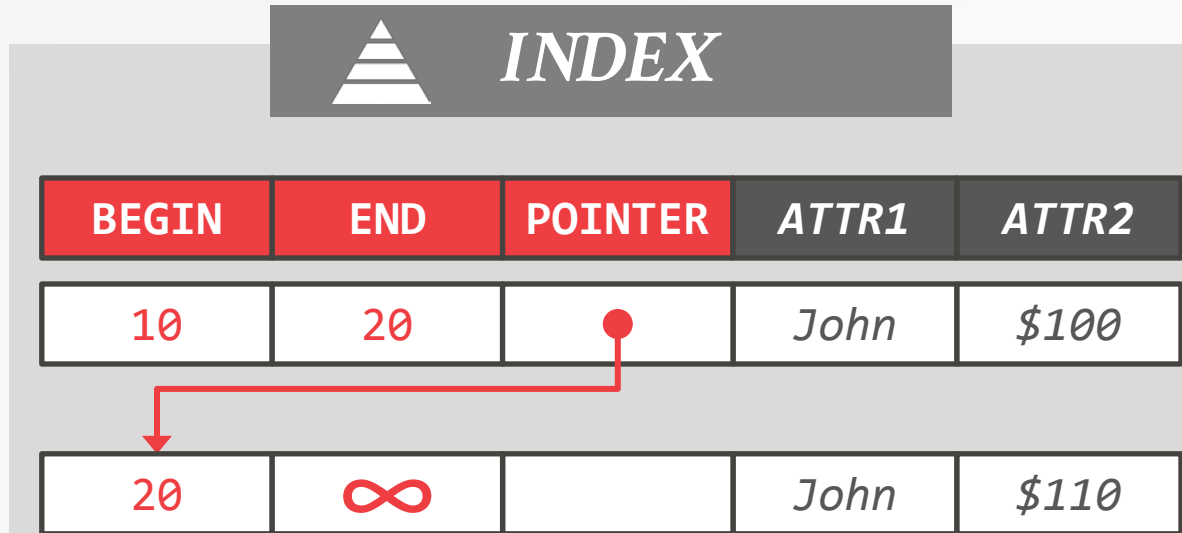 INDEX
BEGIN END POINTER ATTR1 ATTR2
10 20 John $100
20 ∞ John $110